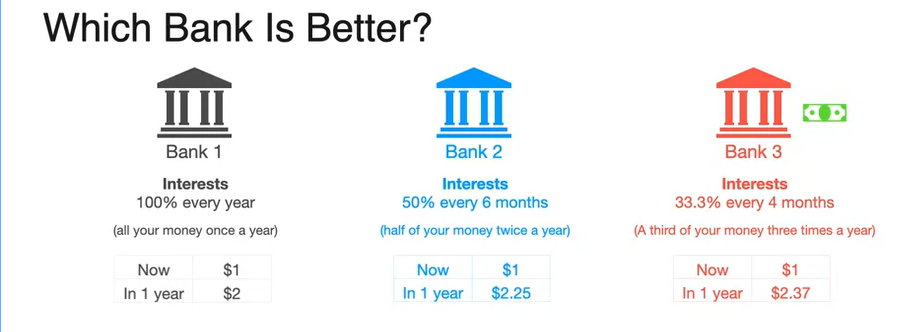 Which Bank Is Better?
Bank 1
Interests
100% every year
(all your money once a year)
Now $1
In 1 year $2
Bank 2
Interests
50% every 6 months
(half of your money twice a year)
Now $1
In 1 year $2.25
Bank 3
Interests
33.3% every 4 months
(A third of your money three times a year)
Now $1
In 1 year $2.37